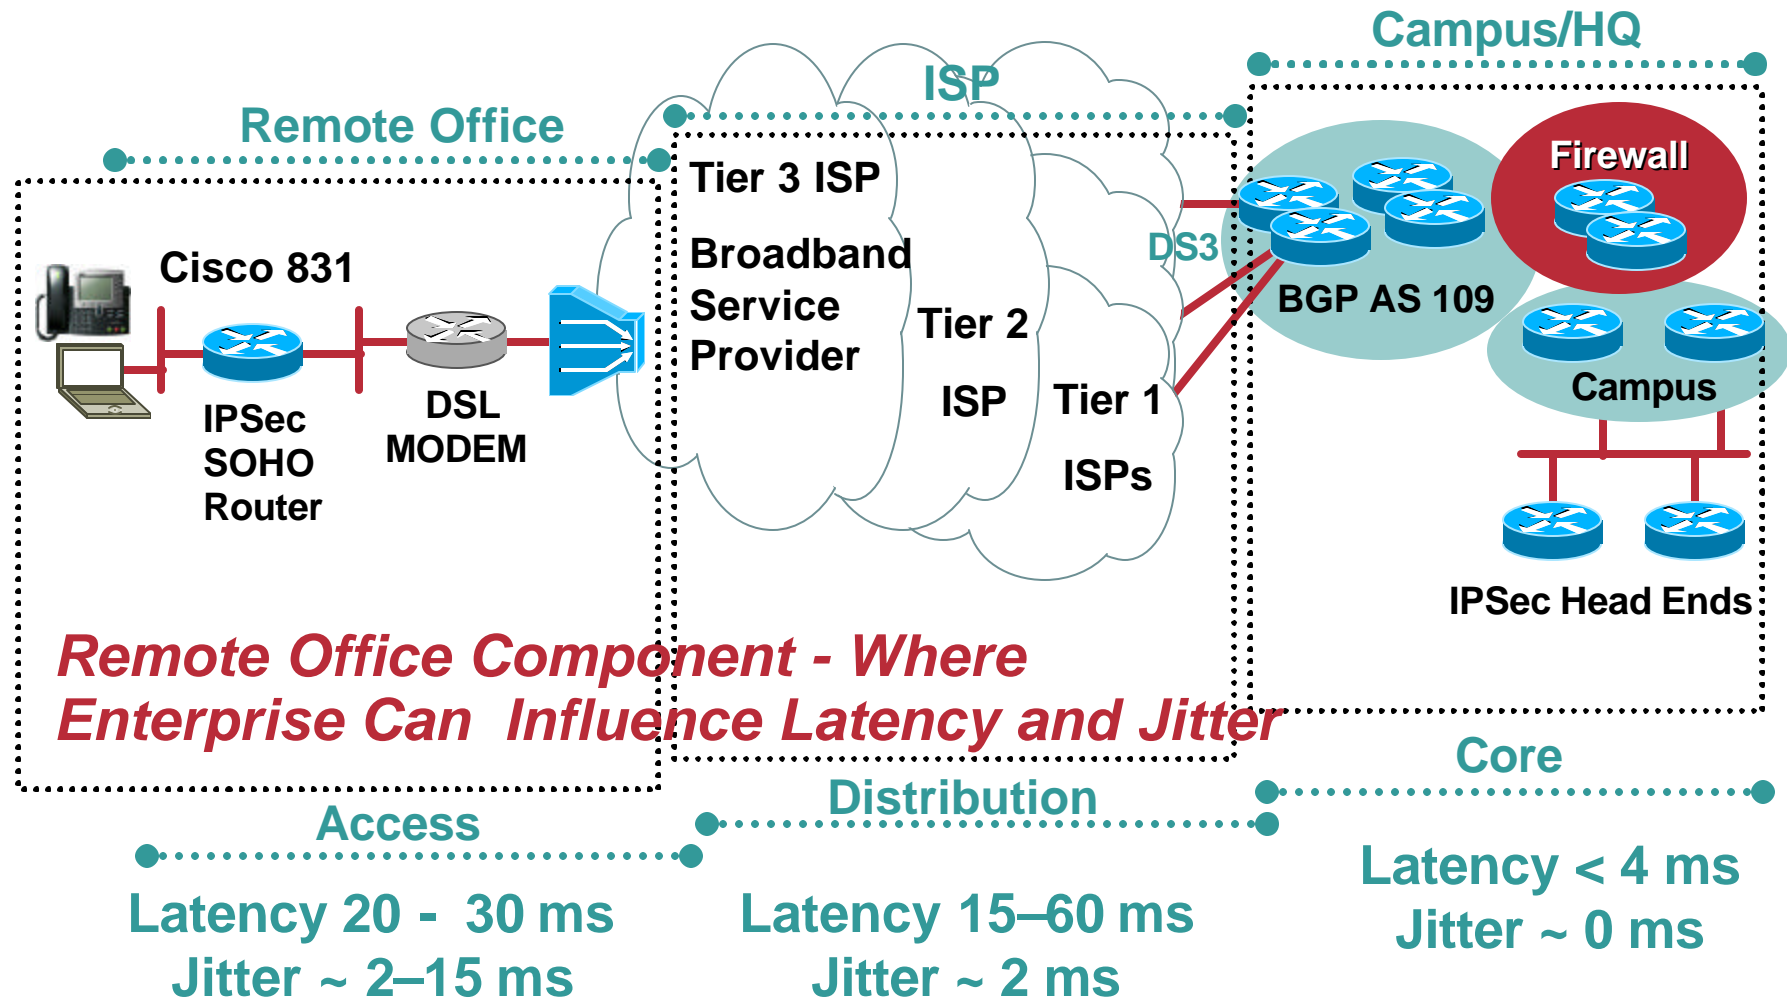 Campus/HQ
ISP
Remote Office
Tier 3 ISP
Broadband
Service
Provider
Tier 2
ISP
Tier 1
ISPs
DS3
Firewall
BGP AS 109
Campus
IPSec Head Ends
Cisco 831
IPSec
SOHO
Router
DSL
MODEM
Remote Office Component - Where
Enterprise Can Influence Latency and Jitter
Access
Latency 20 - 30 ms
Jitter ~ 2–15 ms
Distribution
Latency 15–60 ms
Jitter ~ 2 ms
Core
Latency < 4 ms
Jitter ~ 0 ms